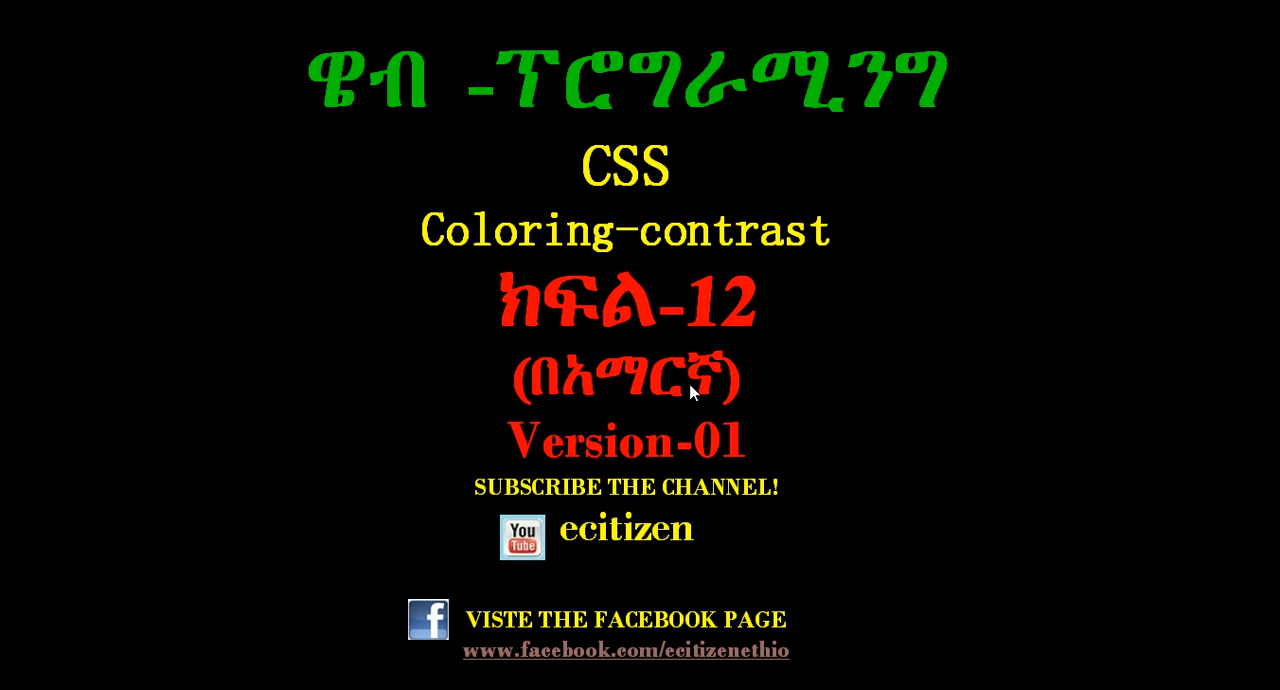 ዌብ -ፕሮግራሚንግ
CSS
Coloring-contrast
ክፍል-12
(በአማርኛ)
Version-01
SUBSCRIBE THE CHANNEL!
You Tube ecitizen
f VISTE THE FACEBOOK PAGE
www.facebook.com/ecitizenethio